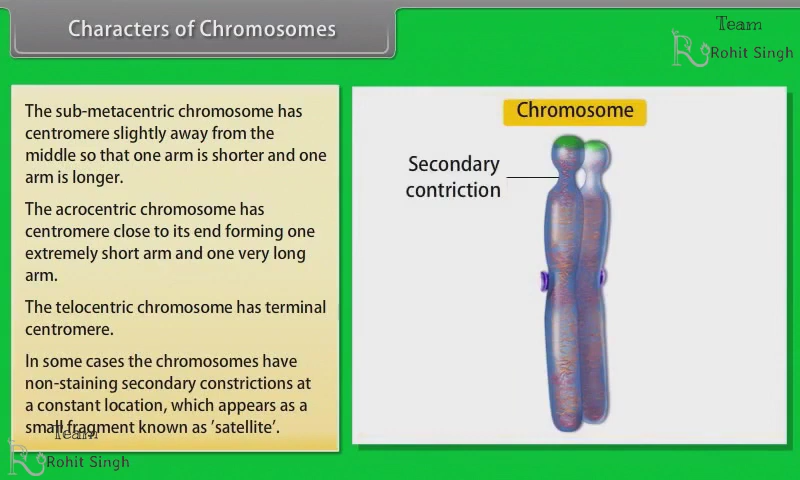 Characters of Chromosomes
Team
Rohit Singh
The sub-metacentric chromosome has
centromere slightly away from the
middle so that one arm is shorter and one
arm is longer.
The acrocentric chromosome has
centromere close to its end forming one
extremely short arm and one very long
arm.
The telocentric chromosome has terminal
centromere.
In some cases the chromosomes have
non-staining secondary constrictions at
a constant location, which appears as a
small fragment known as 'satellite'.
Chromosome
Secondary
contriction
Team
Rohit Singh